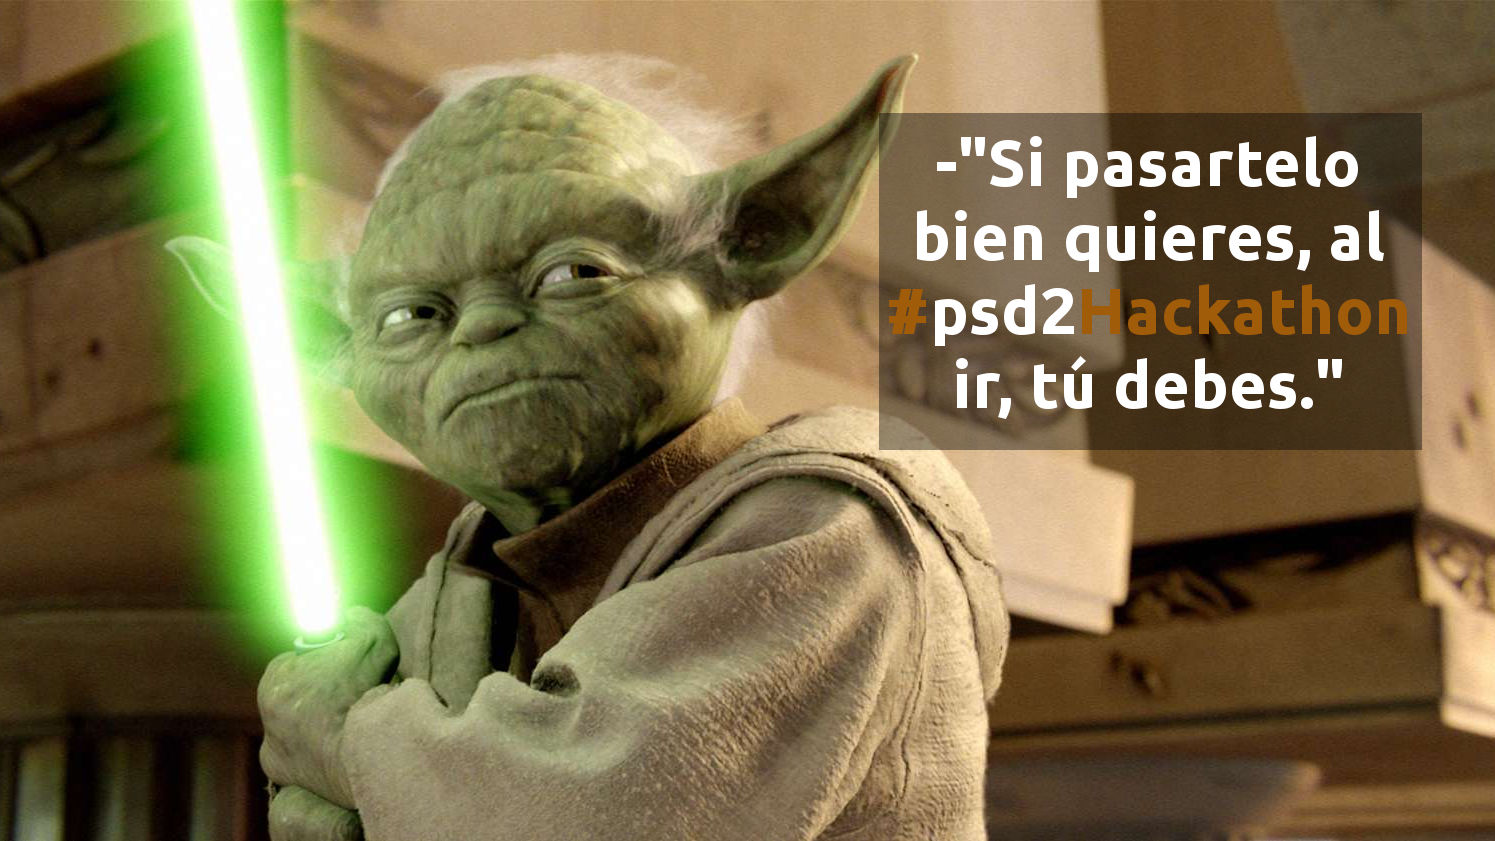 -"Si pasartelo
bien quieres, al
#psd2Hackathon
ir, tú debes."